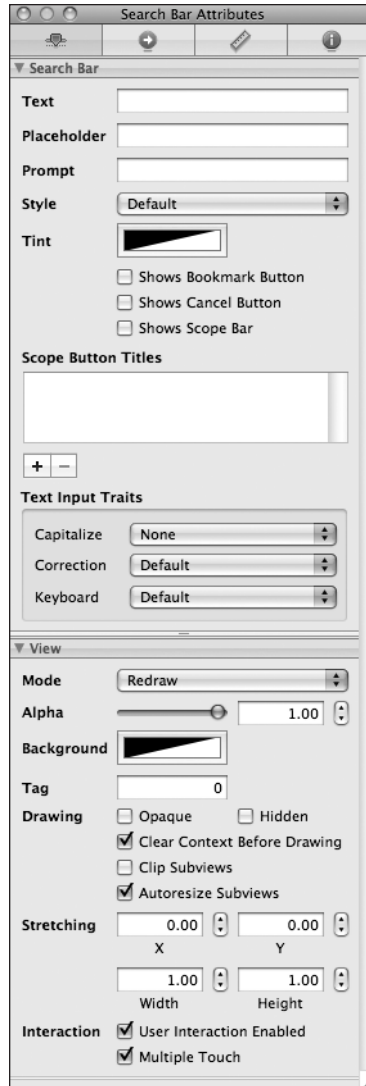 Search Bar Attributes
Search Bar
Text
Placeholder
Prompt
Style Default
Tint
Shows Bookmark Button
Shows Cancel Button
Shows Scope Bar
Scope Button Titles
+ −
Text Input Traits
Capitalize None
Correction Default
Keyboard Default
View
Mode Redraw
Alpha 1.00
Background
Tag 0
Drawing Opaque Hidden
Clear Context Before Drawing
Clip Subviews
Autoresize Subviews
Stretching 0.00 0.00
X Y
1.00 1.00
Width Height
Interaction User Interaction Enabled
Multiple Touch